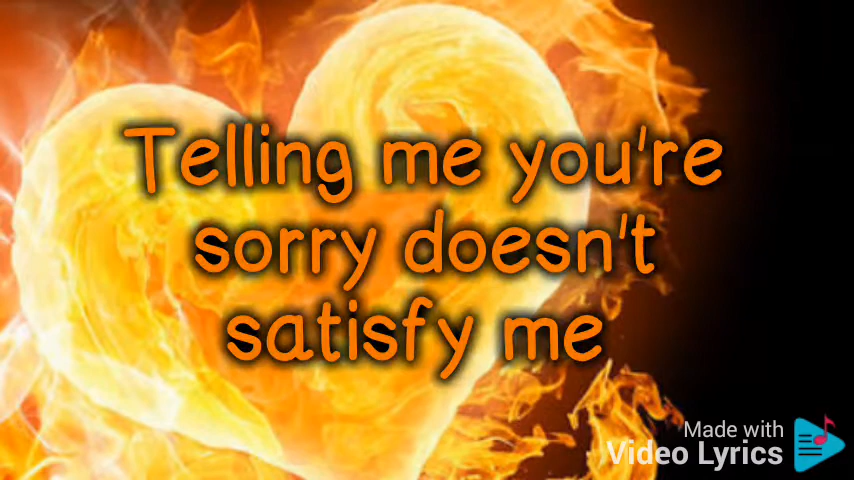 Telling me you're
sorry doesn't
satisfy me
Made with
Video Lyrics